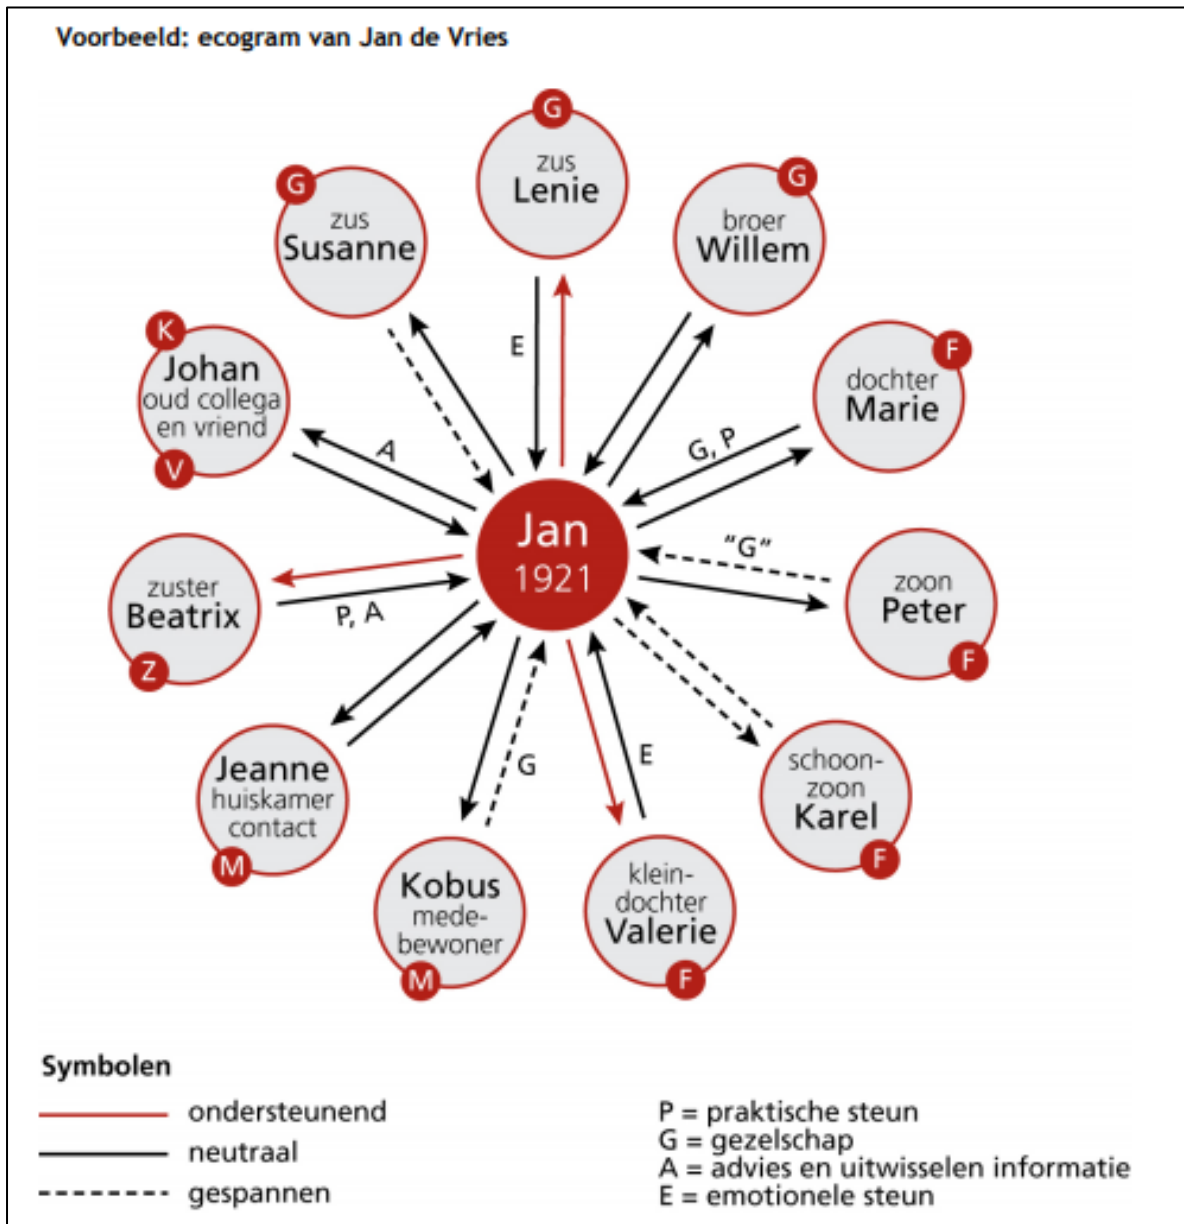 Voorbeeld: ecogram van Jan de Vries
G
zus
Lenie
G
zus
Susanne
G
broer
Willem
K
Johan
oud collega
en vriend
V
F
dochter
Marie
E
A
G, P
Jan
1921
"G"
zuster
Beatrix
Z
P, A
zoon
Peter
F
Jeanne
huiskamer
contact
M
G
E
schoon-
zoon
Karel
F
Kobus
mede-
bewoner
M
klein-
dochter
Valerie
F
Symbolen
ondersteunend
neutraal
gespannen
P = praktische steun
G = gezelschap
A = advies en uitwisselen informatie
E = emotionele steun